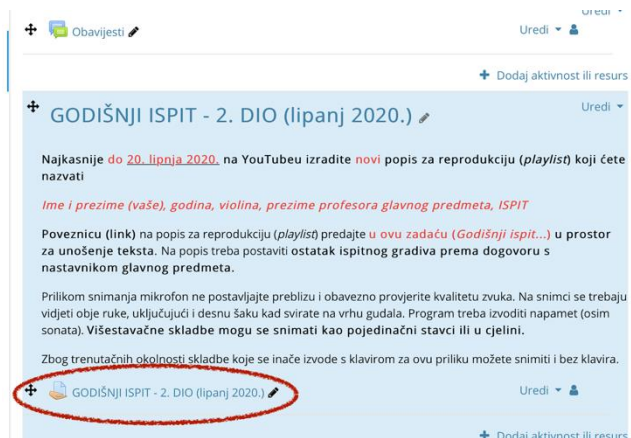 Uredi
Obavijesti
Uredi
Dodaj aktivnost ili resurs
GODIŠNJI ISPIT - 2. DIO (lipanj 2020.)
Uredi
Najkasnije do 20. lipnja 2020. na YouTubeu izradite novi popis za reprodukciju (playlist) koji ćete
nazvati
Ime i prezime (vaše), godina, violina, prezime profesora glavnog predmeta, ISPIT
Poveznicu (link) na popis za reprodukciju (playlist) predajte u ovu zadaću (Godišnji ispit...) u prostor
za unošenje teksta. Na popis treba postaviti ostatak ispitnog gradiva prema dogovoru s
nastavnikom glavnog predmeta.
Prilikom snimanja mikrofon ne postavljajte preblizu i obavezno provjerite kvalitetu zvuka. Na snimci se trebaju
vidjeti obje ruke, uključujući i desnu šaku kad svirate na vrhu gudala. Program treba izvoditi napamet (osim
sonata). Višestavačne skladbe mogu se snimati kao pojedinačni stavci ili u cjelini.
Zbog trenutačnih okolnosti skladbe koje se inače izvode s klavirom za ovu priliku možete snimiti i bez klavira.
GODIŠNJI ISPIT - 2. DIO (lipanj 2020.)
Uredi
Dodaj aktivnost ili resurs